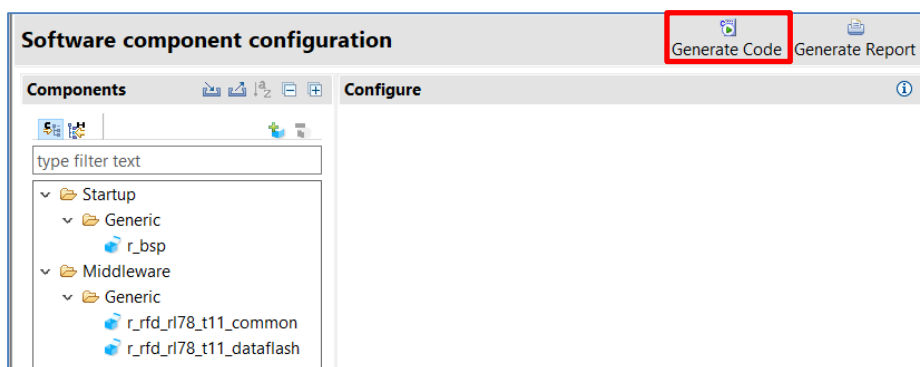 Software component configuration
Generate Code Generate Report
Components
Configure
type filter text
Startup
Generic
r_bsp
Middleware
Generic
r_rfd_rl78_t11_common
r_rfd_rl78_t11_dataflash